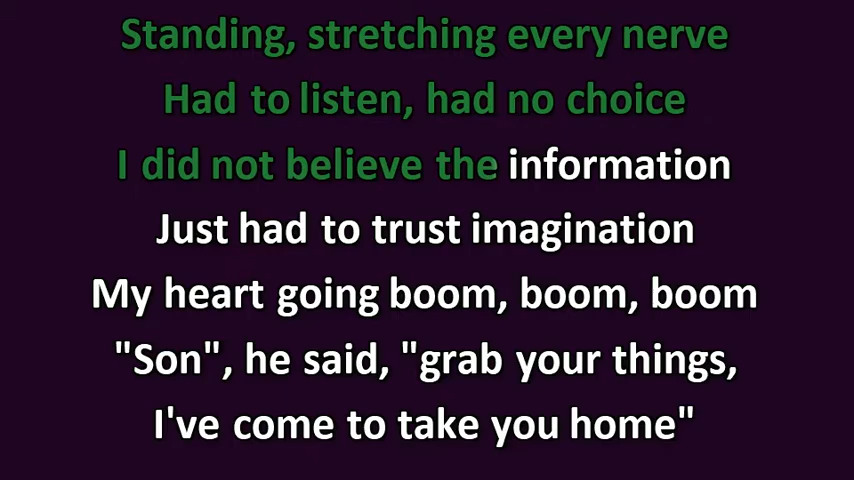 Standing, stretching every nerve
Had to listen, had no choice
I did not believe the information
Just had to trust imagination
My heart going boom, boom, boom
"Son", he said, "grab your things,
I've come to take you home"